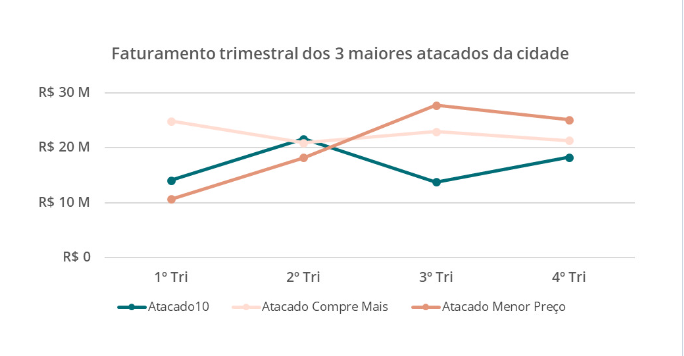 Faturamento trimestral dos 3 maiores atacados da cidade
R$ 30 M
R$ 20 M
R$ 10 M
R$ 0
1º Tri 2º Tri 3º Tri 4º Tri
Atacado10 Atacado Compre Mais Atacado Menor Preço